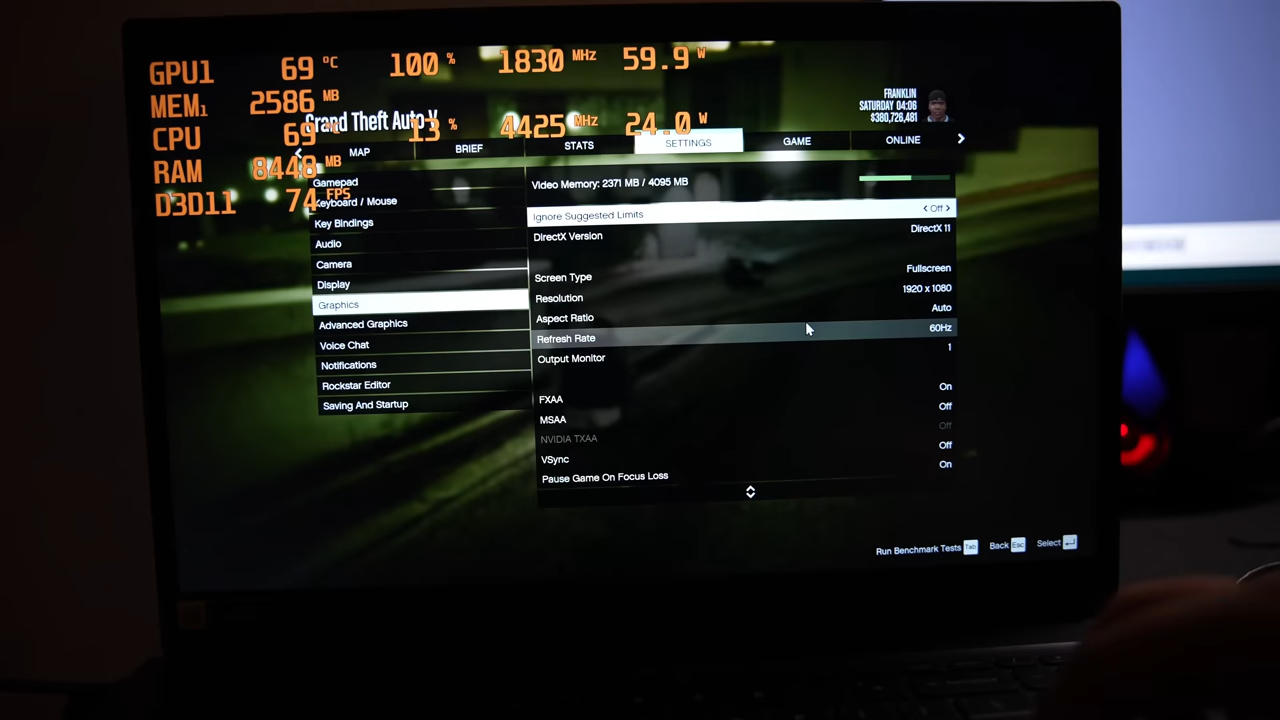 GPU1 69 °C 100 % 1830 MHz 59.9 W
MEM1 2586 MB
CPU 69 13 % 4425 MHz 24.0 W
RAM 8448 MB
D3D11 74 FPS
Grand Theft Auto V
FRANKLIN
SATURDAY 04:06
$380,726,481
MAP BRIEF STATS SETTINGS GAME ONLINE
Gamepad
Keyboard / Mouse
Key Bindings
Audio
Camera
Display
Graphics
Advanced Graphics
Voice Chat
Notifications
Rockstar Editor
Saving And Startup
Video Memory: 2371 MB / 4095 MB
Ignore Suggested Limits < Off >
DirectX Version DirectX 11
Screen Type Fullscreen
Resolution 1920 x 1080
Aspect Ratio Auto
Refresh Rate 60Hz
Output Monitor 1
FXAA On
MSAA Off
NVIDIA TXAA Off
VSync Off
Pause Game On Focus Loss On
Run Benchmark Tests Tab Back Esc Select